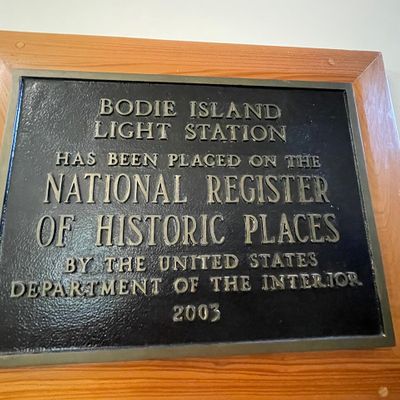 BODIE ISLAND
LIGHT STATION
HAS BEEN PLACED ON THE
NATIONAL REGISTER
OF HISTORIC PLACES
BY THE UNITED STATES
DEPARTMENT OF THE INTERIOR
2003